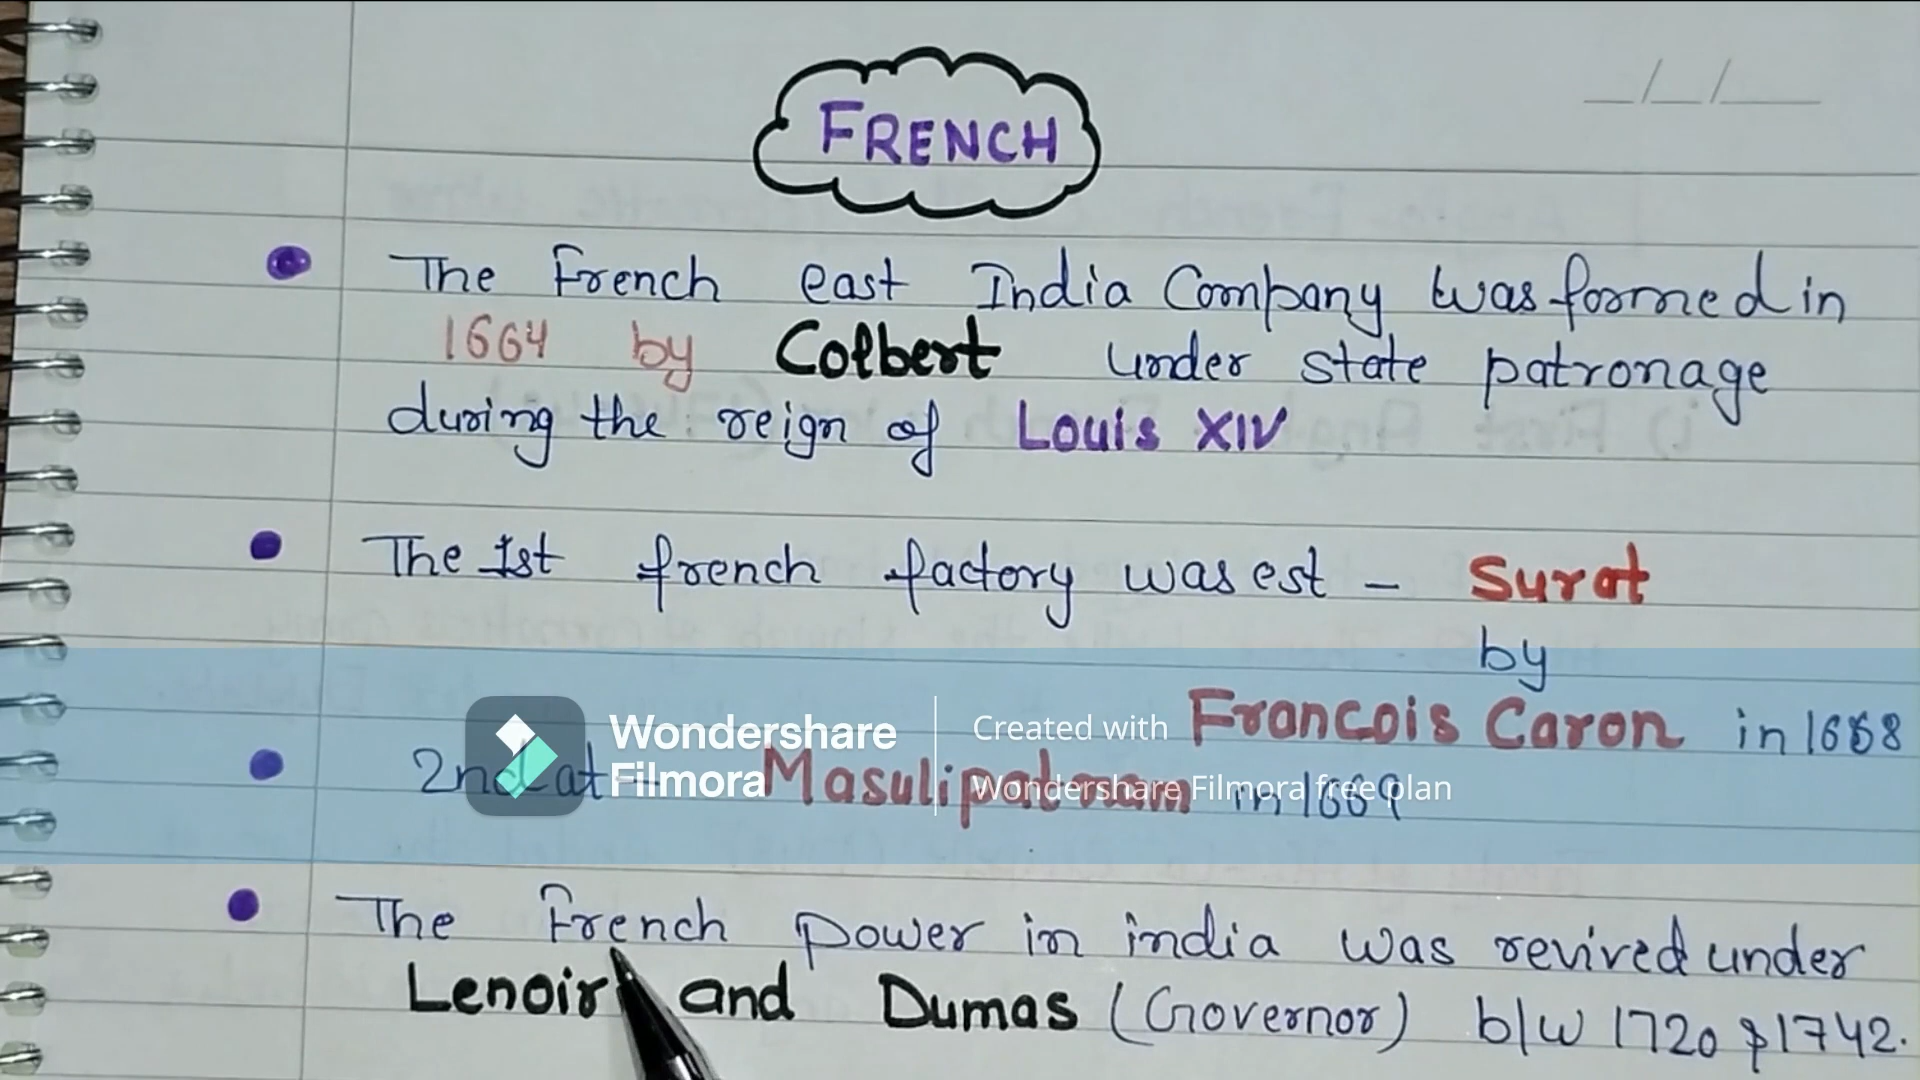 FRENCH
The French east India Company was formed in
1664 by Colbert under state patronage
during the reign of Louis XIV
The Ist french factory was est - Surat
by
Francois Caron in 1668
2nd at - Masulipatnam in 1669
Wondershare Filmora
Created with
Wondershare Filmora free plan
The French power in india was revived under
Lenoir and Dumas (Governor) b/w 1720 & 1742.